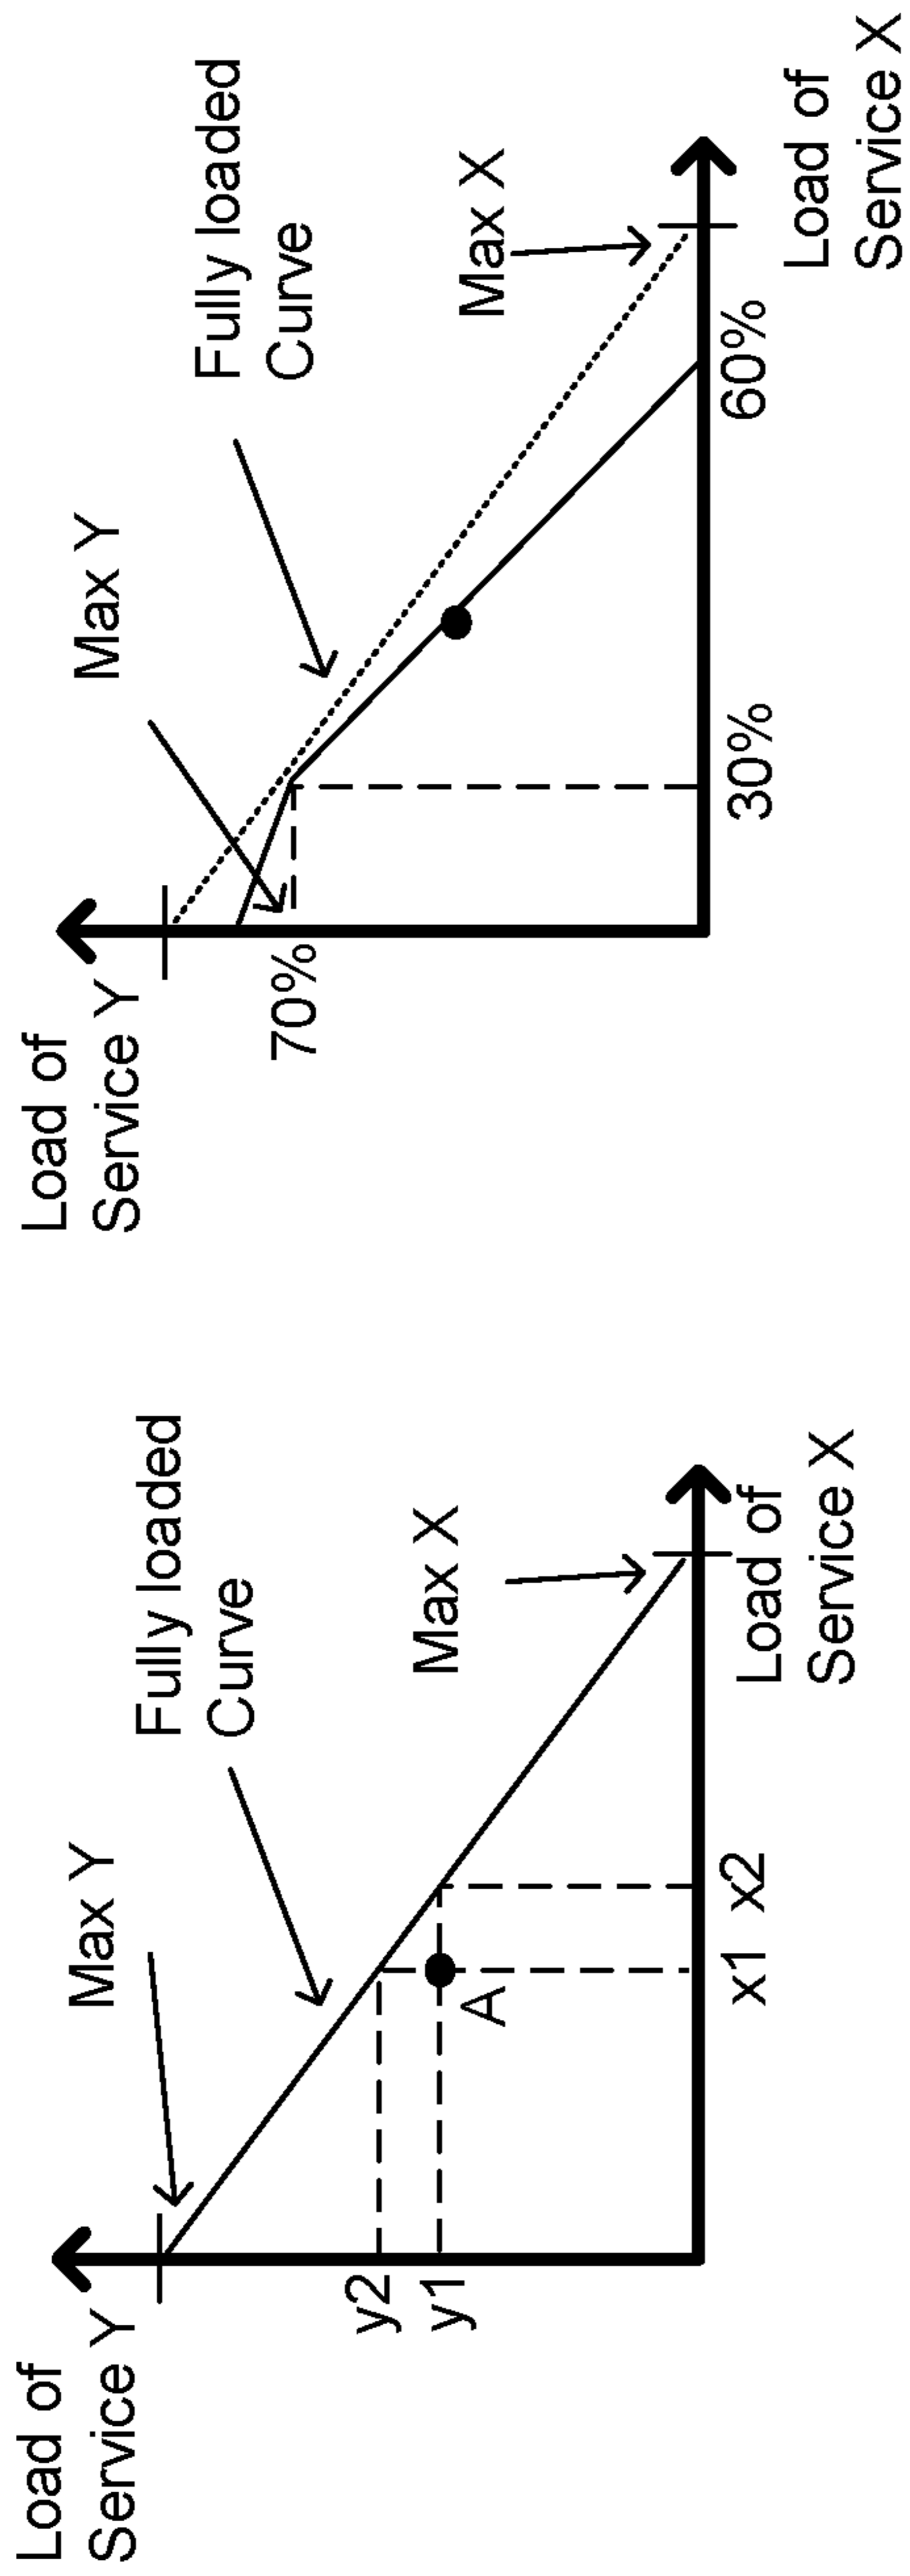 Load of
Service Y
Max Y
Fully loaded
Curve
Max X
y2
y1
A
x1
x2
Load of
Service X
Load of
Service Y
Max Y
Fully loaded
Curve
Max X
70%
30%
60%
Load of
Service X